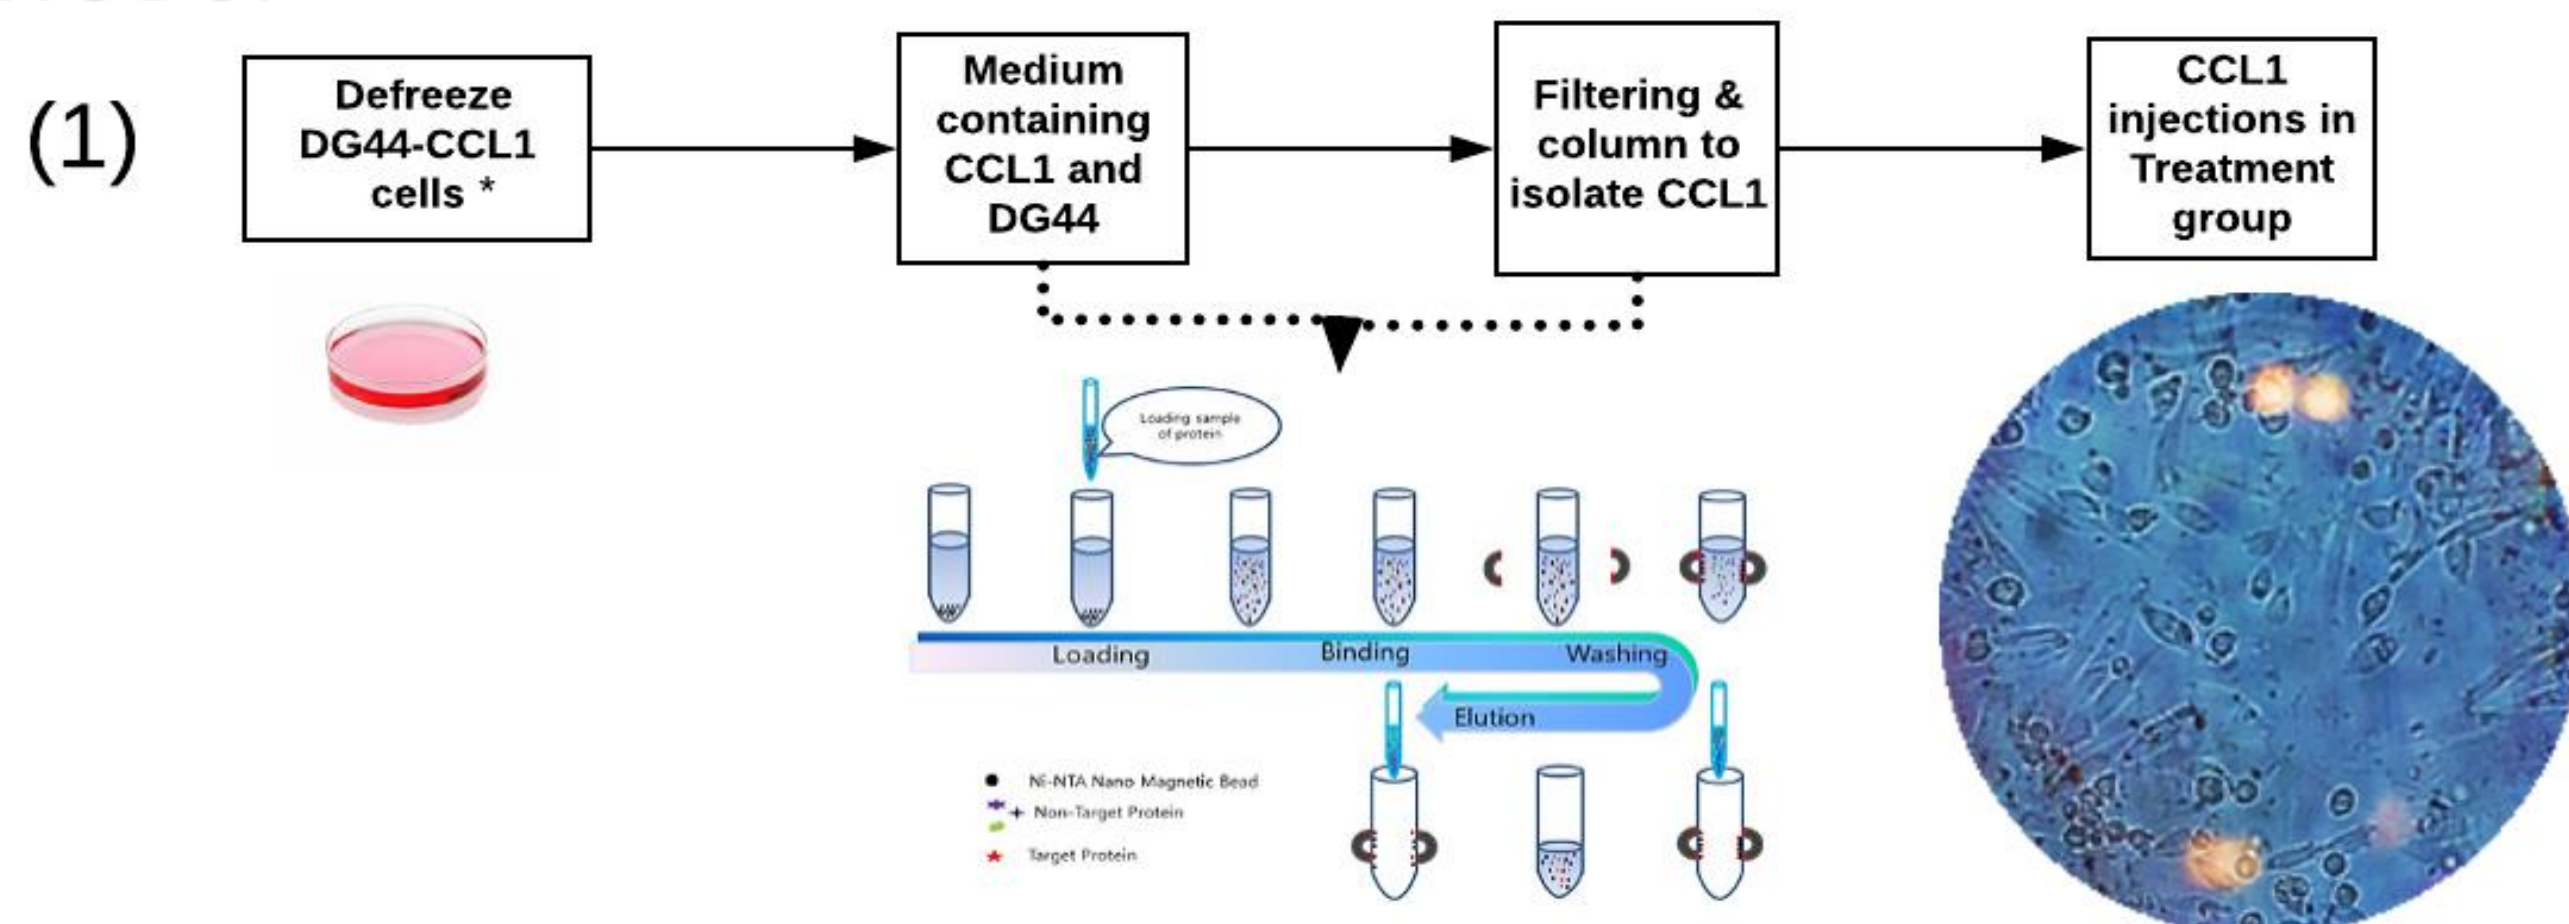 (1)
Defreeze
DG44-CCL1
cells *
Medium
containing
CCL1 and
DG44
Filtering &
column to
isolate CCL1
CCL1
injections in
Treatment
group
Loading sample
of protein
Loading
Binding
Washing
Elution
Ni-NTA Nano Magnetic Bead
+ Non-Target Protein
Target Protein